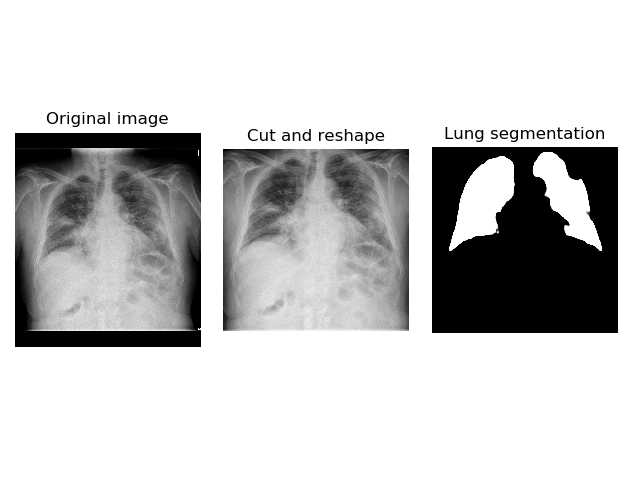 Original image
Cut and reshape
Lung segmentation